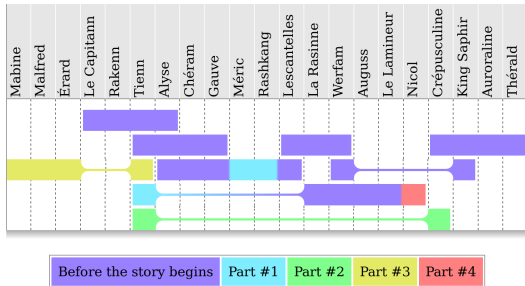 Mabine
Malfred
Érard
Le Capitann
Rakenn
Tienn
Alyse
Chéram
Gauve
Méric
Rashkang
Lescantelles
La Rasinne
Werfam
Auguss
Le Lamineur
Nicol
Crépusculine
King Saphir
Auroraline
Thérald
Before the story begins
Part #1
Part #2
Part #3
Part #4